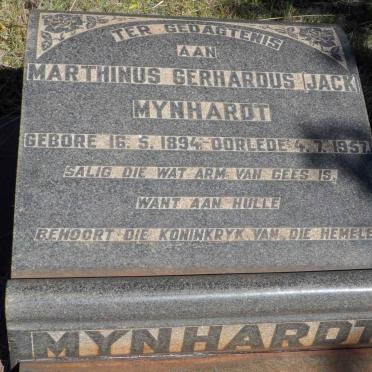 TER GEDAGTENIS
AAN
MARTHINUS GERHARDUS (JACK)
MYNHARDT
GEBORE 16.5.1894 OORLEDE 4.7.1957
SALIG DIE WAT ARM VAN GEES IS,
WANT AAN HULLE
BEHOORT DIE KONINKRYK VAN DIE HEMELE
MYNHARDT